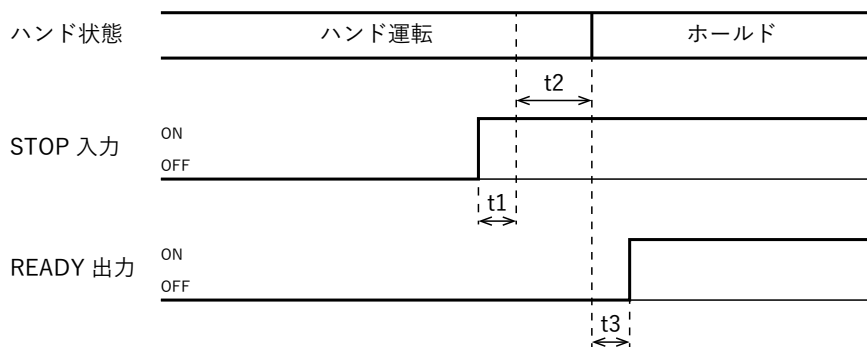 ハンド状態 ハンド運転 ホールド
t2
STOP 入力 ON
OFF
t1
READY 出力 ON
OFF
t3